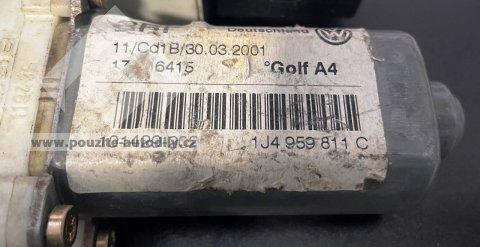 Deutschland
11/Cd1B/30.03.2001
°Golf A4
www.pouzite-autodily.cz
1J4 959 811 C